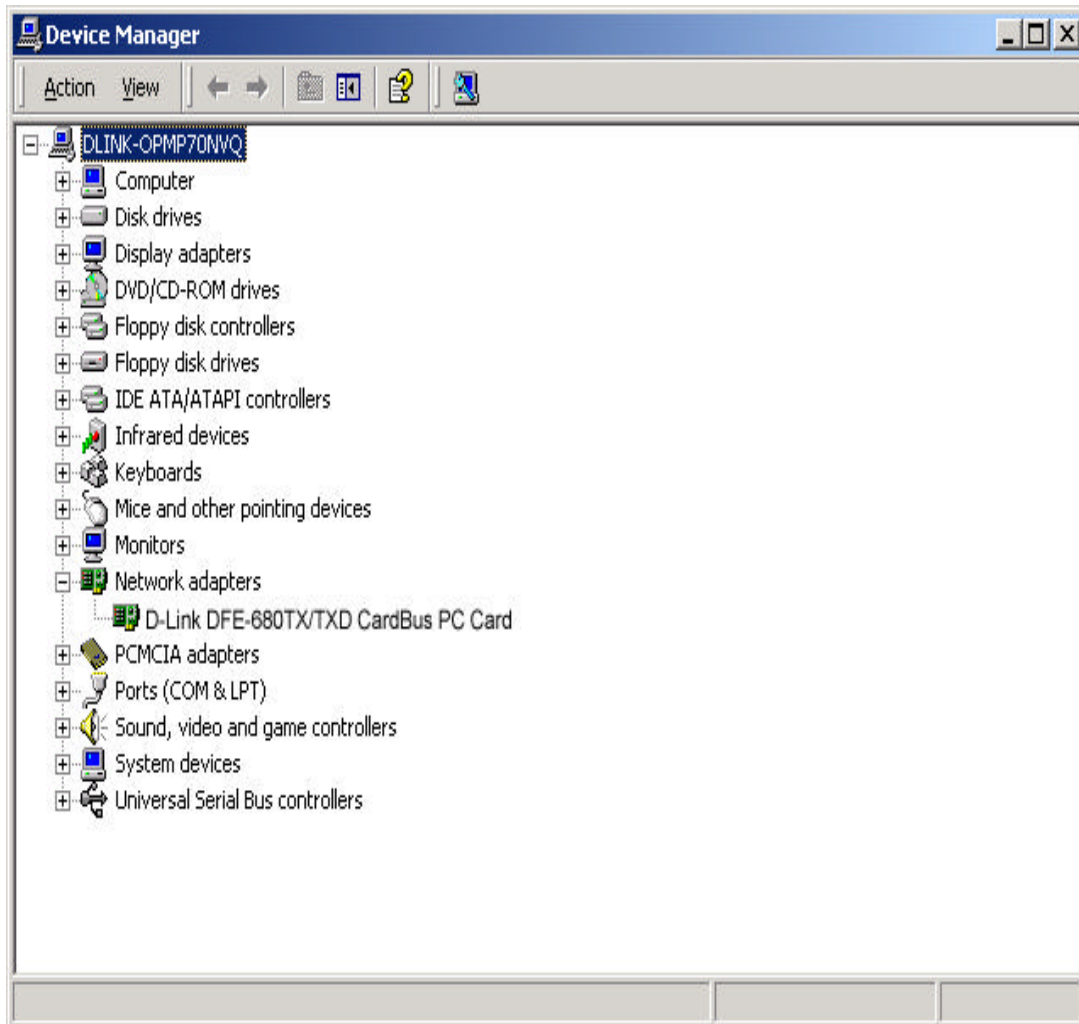 Device Manager
Action View
DLINK-OPMP70NVQ
Computer
Disk drives
Display adapters
DVD/CD-ROM drives
Floppy disk controllers
Floppy disk drives
IDE ATA/ATAPI controllers
Infrared devices
Keyboards
Mice and other pointing devices
Monitors
Network adapters
D-Link DFE-680TX/TXD CardBus PC Card
PCMCIA adapters
Ports (COM & LPT)
Sound, video and game controllers
System devices
Universal Serial Bus controllers